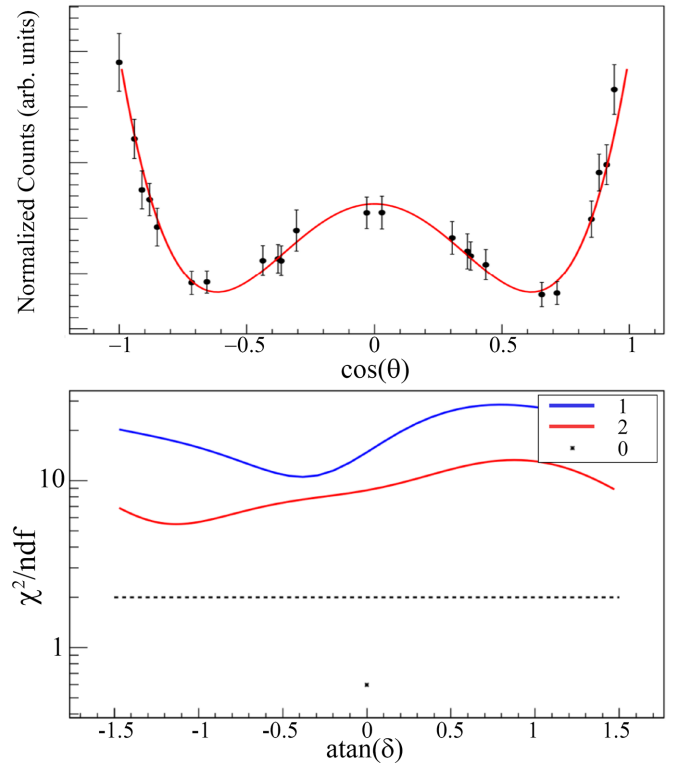 Normalized Counts (arb. units)
−1 −0.5 0 0.5 1
cos(θ)
1
2
0
10
1
χ²/ndf
-1.5 -1 -0.5 0 0.5 1 1.5
atan(δ)